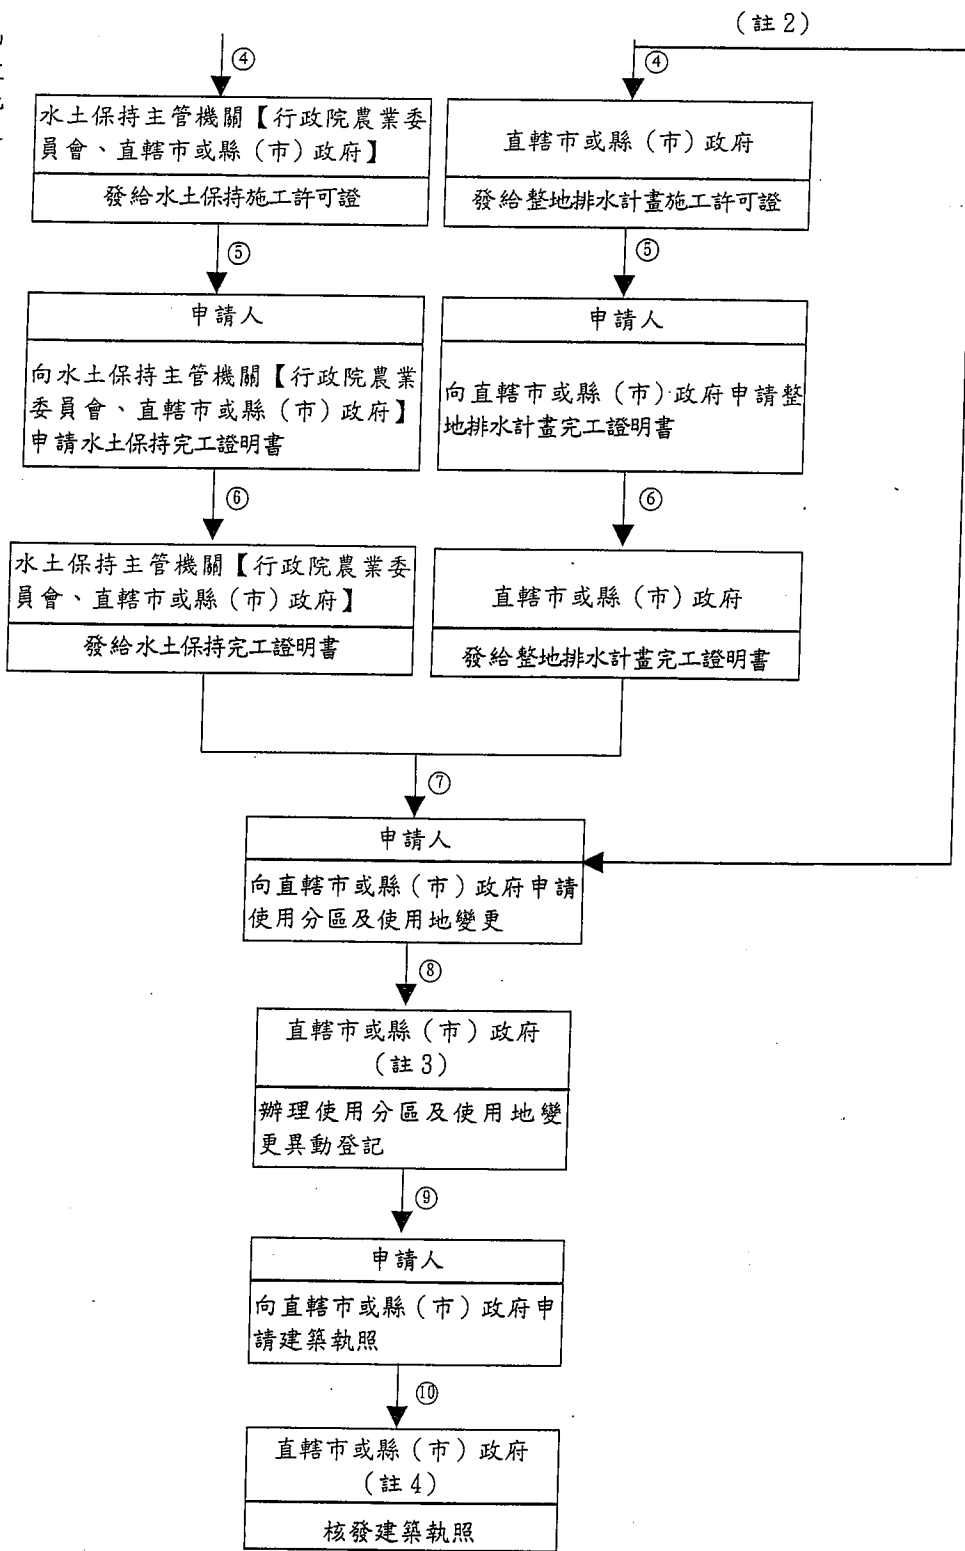 （註2）
④
④
水土保持主管機關【行政院農業委
員會、直轄市或縣（市）政府】
發給水土保持施工許可證
直轄市或縣（市）政府
發給整地排水計畫施工許可證
⑤
⑤
申請人
向水土保持主管機關【行政院農業
委員會、直轄市或縣（市）政府】
申請水土保持完工證明書
申請人
向直轄市或縣（市）政府申請整
地排水計畫完工證明書
⑥
⑥
水土保持主管機關【行政院農業委
員會、直轄市或縣（市）政府】
發給水土保持完工證明書
直轄市或縣（市）政府
發給整地排水計畫完工證明書
⑦
申請人
向直轄市或縣（市）政府申請
使用分區及使用地變更
⑧
直轄市或縣（市）政府
（註3）
辦理使用分區及使用地變
更異動登記
⑨
申請人
向直轄市或縣（市）政府申
請建築執照
⑩
直轄市或縣（市）政府
（註4）
核發建築執照